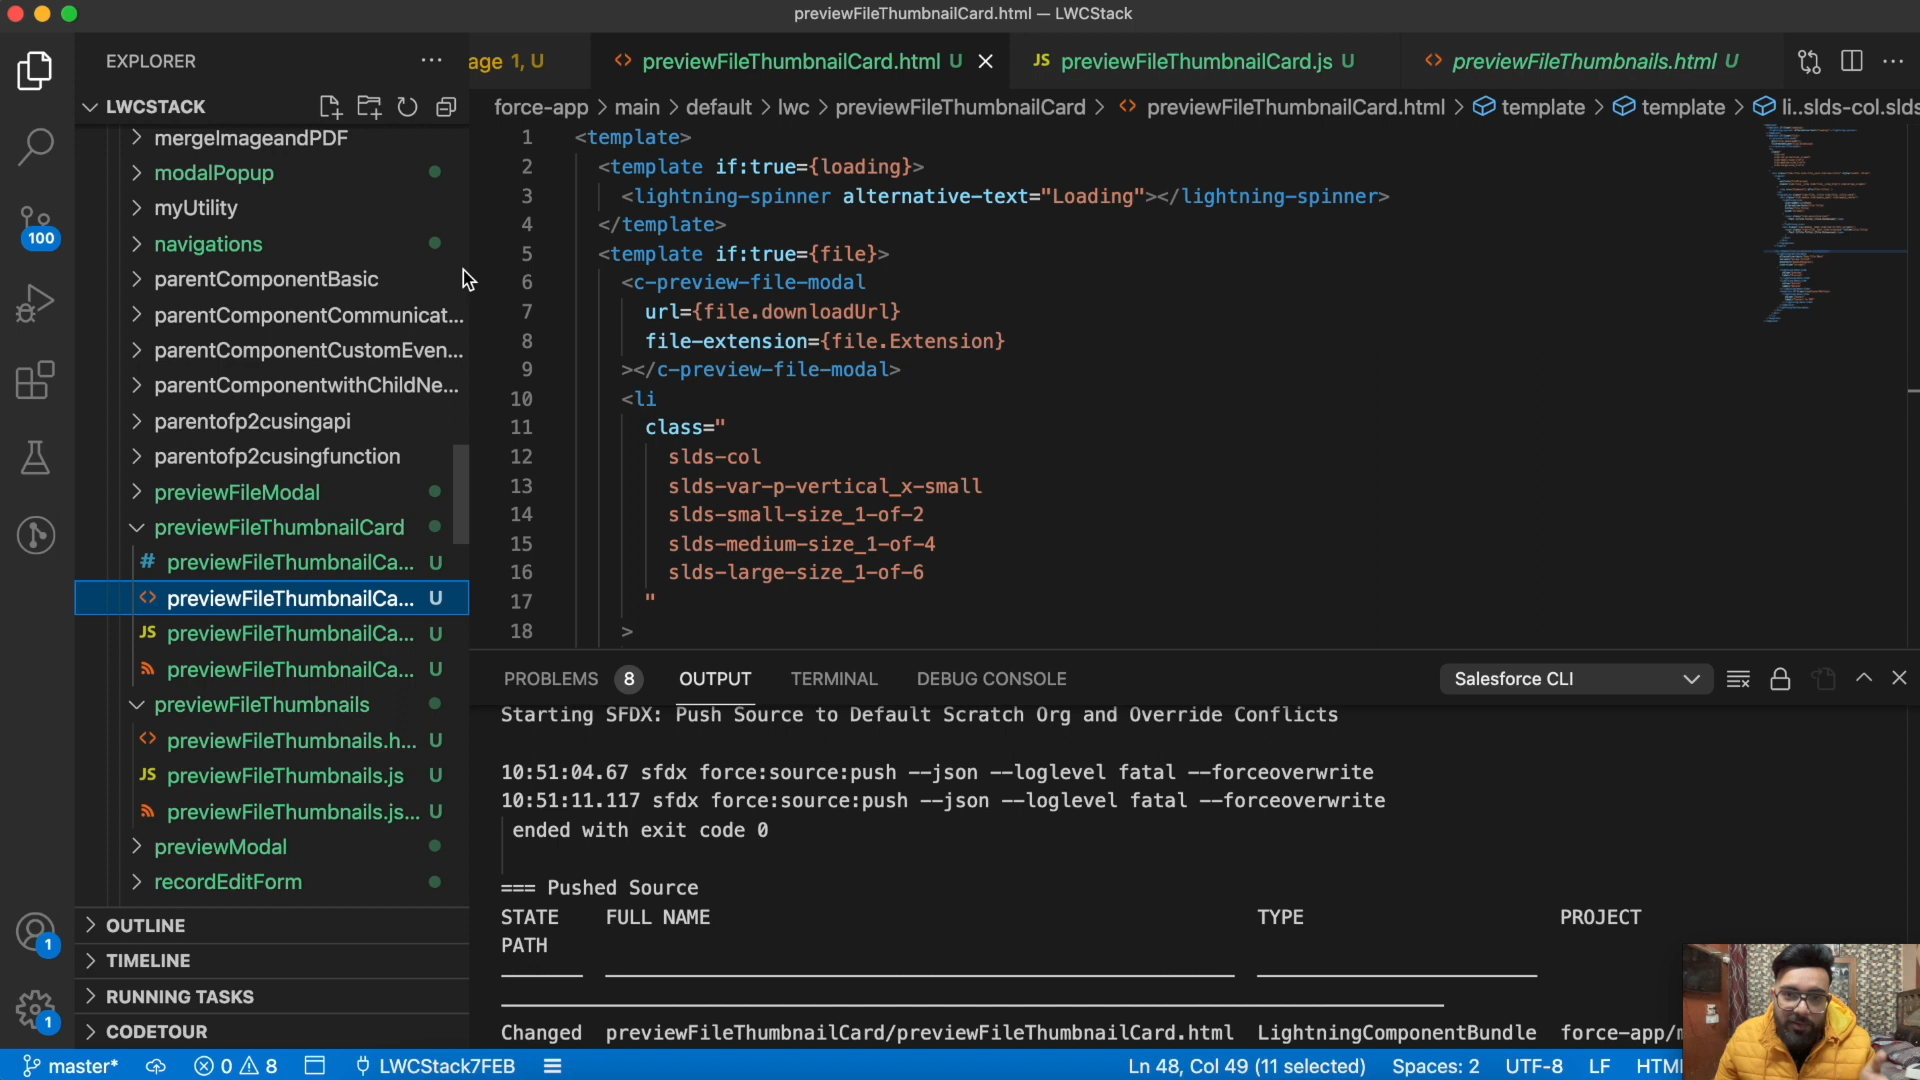 previewFileThumbnailCard.html — LWCStack
EXPLORER
age 1, U
previewFileThumbnailCard.html U
JS previewFileThumbnailCard.js U
previewFileThumbnails.html U
LWCSTACK
force-app > main > default > lwc > previewFileThumbnailCard > previewFileThumbnailCard.html > template > template > li..slds-col.slds
mergeImageandPDF
modalPopup
myUtility
navigations
parentComponentBasic
parentComponentCommunicat...
parentComponentCustomEven...
parentComponentwithChildNe...
parentofp2cusingapi
parentofp2cusingfunction
previewFileModal
previewFileThumbnailCard
# previewFileThumbnailCa... U
<> previewFileThumbnailCa... U
JS previewFileThumbnailCa... U
previewFileThumbnailCa... U
previewFileThumbnails
<> previewFileThumbnails.h... U
JS previewFileThumbnails.js U
previewFileThumbnails.js... U
previewModal
recordEditForm
OUTLINE
TIMELINE
RUNNING TASKS
CODETOUR
100
1
1
1 <template>
2 <template if:true={loading}>
3 <lightning-spinner alternative-text="Loading"></lightning-spinner>
4 </template>
5 <template if:true={file}>
6 <c-preview-file-modal
7 url={file.downloadUrl}
8 file-extension={file.Extension}
9 ></c-preview-file-modal>
10 <li
11 class="
12 slds-col
13 slds-var-p-vertical_x-small
14 slds-small-size_1-of-2
15 slds-medium-size_1-of-4
16 slds-large-size_1-of-6
17 "
18 >
PROBLEMS 8 OUTPUT TERMINAL DEBUG CONSOLE
Salesforce CLI
Starting SFDX: Push Source to Default Scratch Org and Override Conflicts
10:51:04.67 sfdx force:source:push --json --loglevel fatal --forceoverwrite
10:51:11.117 sfdx force:source:push --json --loglevel fatal --forceoverwrite
ended with exit code 0
=== Pushed Source
STATE FULL NAME TYPE PROJECT
PATH
Changed previewFileThumbnailCard/previewFileThumbnailCard.html LightningComponentBundle force-app/m
master* 0 8 LWCStack7FEB
Ln 48, Col 49 (11 selected) Spaces: 2 UTF-8 LF HTM